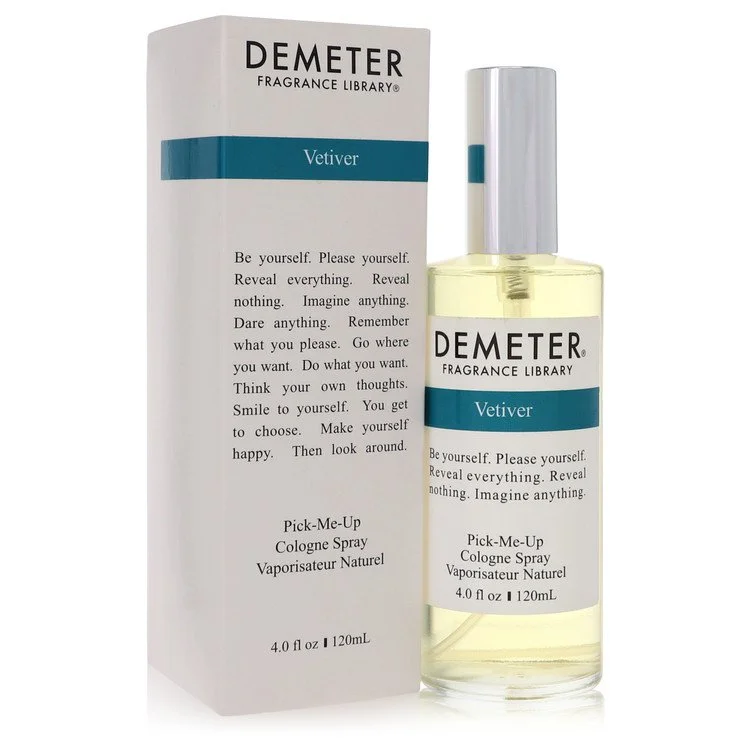 DEMETER
FRAGRANCE LIBRARY®
Vetiver
Be yourself. Please yourself.
Reveal everything. Reveal
nothing. Imagine anything.
Dare anything. Remember
what you please. Go where
you want. Do what you want.
Think your own thoughts.
Smile to yourself. You get
to choose. Make yourself
happy. Then look around.
Pick-Me-Up
Cologne Spray
Vaporisateur Naturel
4.0 fl oz 120mL
DEMETER®
FRAGRANCE LIBRARY
Vetiver
Be yourself. Please yourself.
Reveal everything. Reveal
nothing. Imagine anything.
Pick-Me-Up
Cologne Spray
Vaporisateur Naturel
4.0 fl oz 120mL